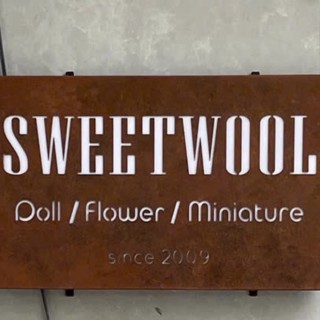 SWEETWOOL
Doll / Flower / Miniature
since 2009